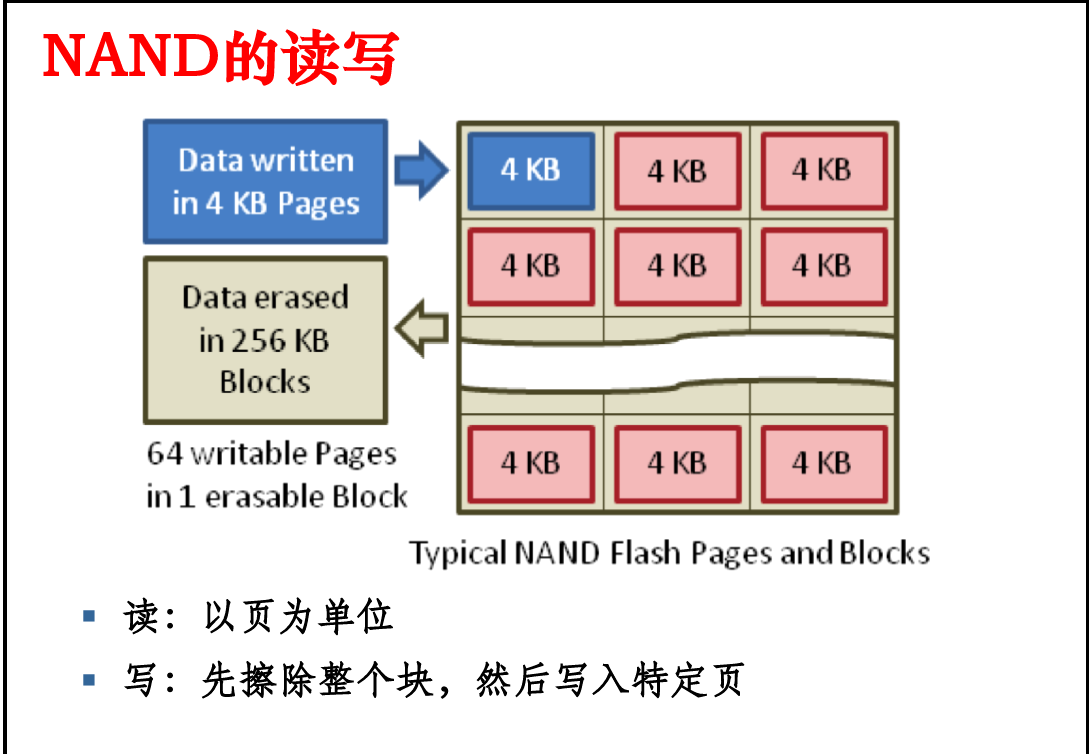 NAND的读写
Data written
in 4 KB Pages
4 KB
4 KB
4 KB
4 KB
4 KB
4 KB
Data erased
in 256 KB
Blocks
64 writable Pages
in 1 erasable Block
4 KB
4 KB
4 KB
Typical NAND Flash Pages and Blocks
读：以页为单位
写：先擦除整个块，然后写入特定页